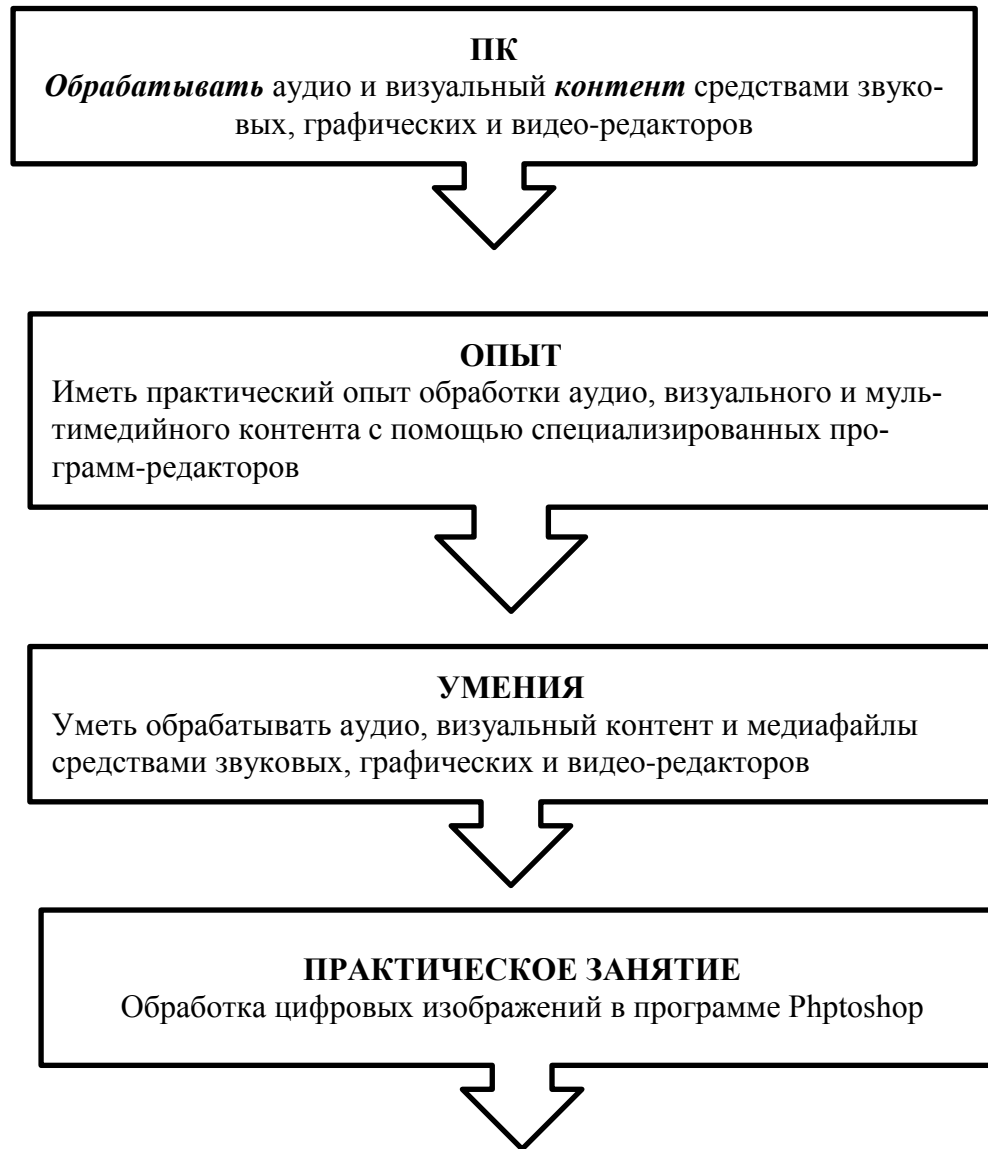 ПК
Обрабатывать аудио и визуальный контент средствами звуко-
вых, графических и видео-редакторов
ОПЫТ
Иметь практический опыт обработки аудио, визуального и муль-
тимедийного контента с помощью специализированных про-
грамм-редакторов
УМЕНИЯ
Уметь обрабатывать аудио, визуальный контент и медиафайлы
средствами звуковых, графических и видео-редакторов
ПРАКТИЧЕСКОЕ ЗАНЯТИЕ
Обработка цифровых изображений в программе Phptoshop